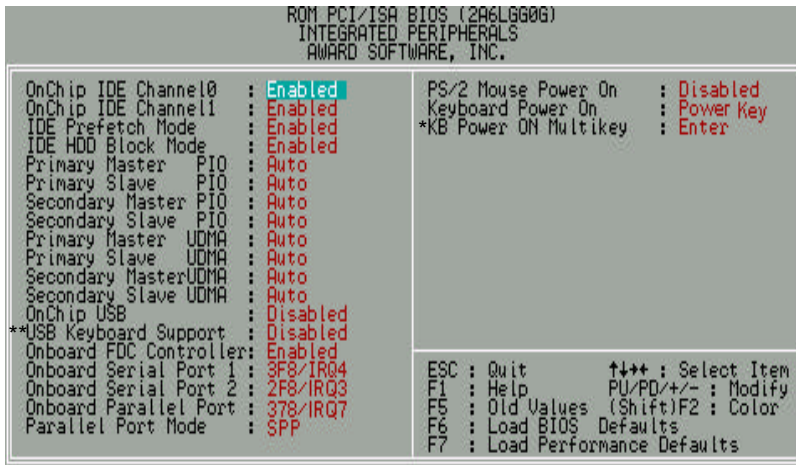 ROM PCI/ISA BIOS (2A6LGG0G)
INTEGRATED PERIPHERALS
AWARD SOFTWARE, INC.
OnChip IDE Channel0 : Enabled
OnChip IDE Channel1 : Enabled
IDE Prefetch Mode : Enabled
IDE HDD Block Mode : Enabled
Primary Master PIO : Auto
Primary Slave PIO : Auto
Secondary Master PIO : Auto
Secondary Slave PIO : Auto
Primary Master UDMA : Auto
Primary Slave UDMA : Auto
Secondary MasterUDMA : Auto
Secondary Slave UDMA : Auto
OnChip USB : Disabled
**USB Keyboard Support : Disabled
Onboard FDC Controller: Enabled
Onboard Serial Port 1 : 3F8/IRQ4
Onboard Serial Port 2 : 2F8/IRQ3
Onboard Parallel Port : 378/IRQ7
Parallel Port Mode : SPP
PS/2 Mouse Power On : Disabled
Keyboard Power On : Power Key
*KB Power ON Multikey : Enter
ESC : Quit ↑↓→← : Select Item
F1 : Help PU/PD/+/- : Modify
F5 : Old Values (Shift)F2 : Color
F6 : Load BIOS Defaults
F7 : Load Performance Defaults